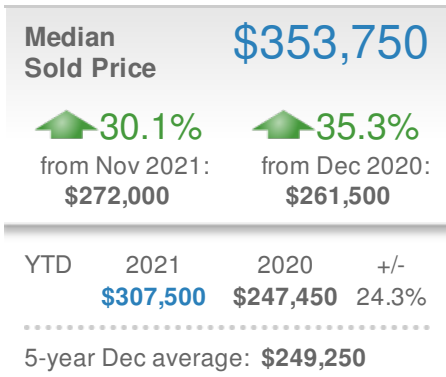 Median $353,750
Sold Price
30.1% 35.3%
from Nov 2021: from Dec 2020:
$272,000 $261,500
YTD 2021 2020 +/-
$307,500 $247,450 24.3%
5-year Dec average: $249,250